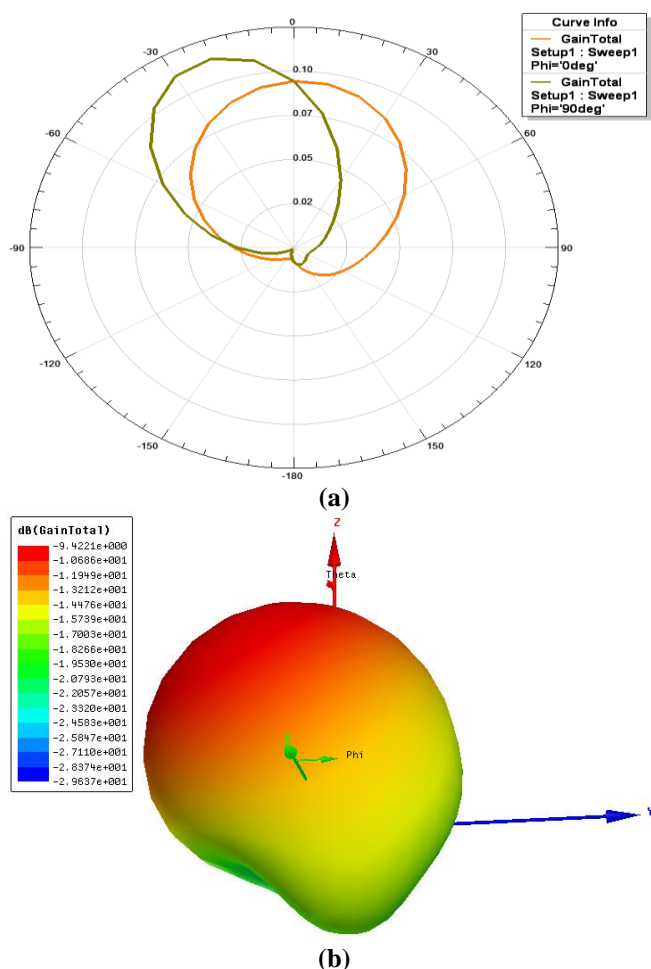 0
Curve Info
GainTotal
Setup1 : Sweep1
Phi='0deg'
GainTotal
Setup1 : Sweep1
Phi='90deg'
-30
30
0.10
0.07
-60
60
0.05
0.02
-90
90
-120
120
-150
150
-180
(a)
dB(GainTotal)
-9.4221e+000
-1.0686e+001
-1.1949e+001
-1.3212e+001
-1.4476e+001
-1.5739e+001
-1.7003e+001
-1.8266e+001
-1.9530e+001
-2.0793e+001
-2.2057e+001
-2.3320e+001
-2.4583e+001
-2.5847e+001
-2.7110e+001
-2.8374e+001
-2.9637e+001
Z
Theta
Phi
Y
(b)